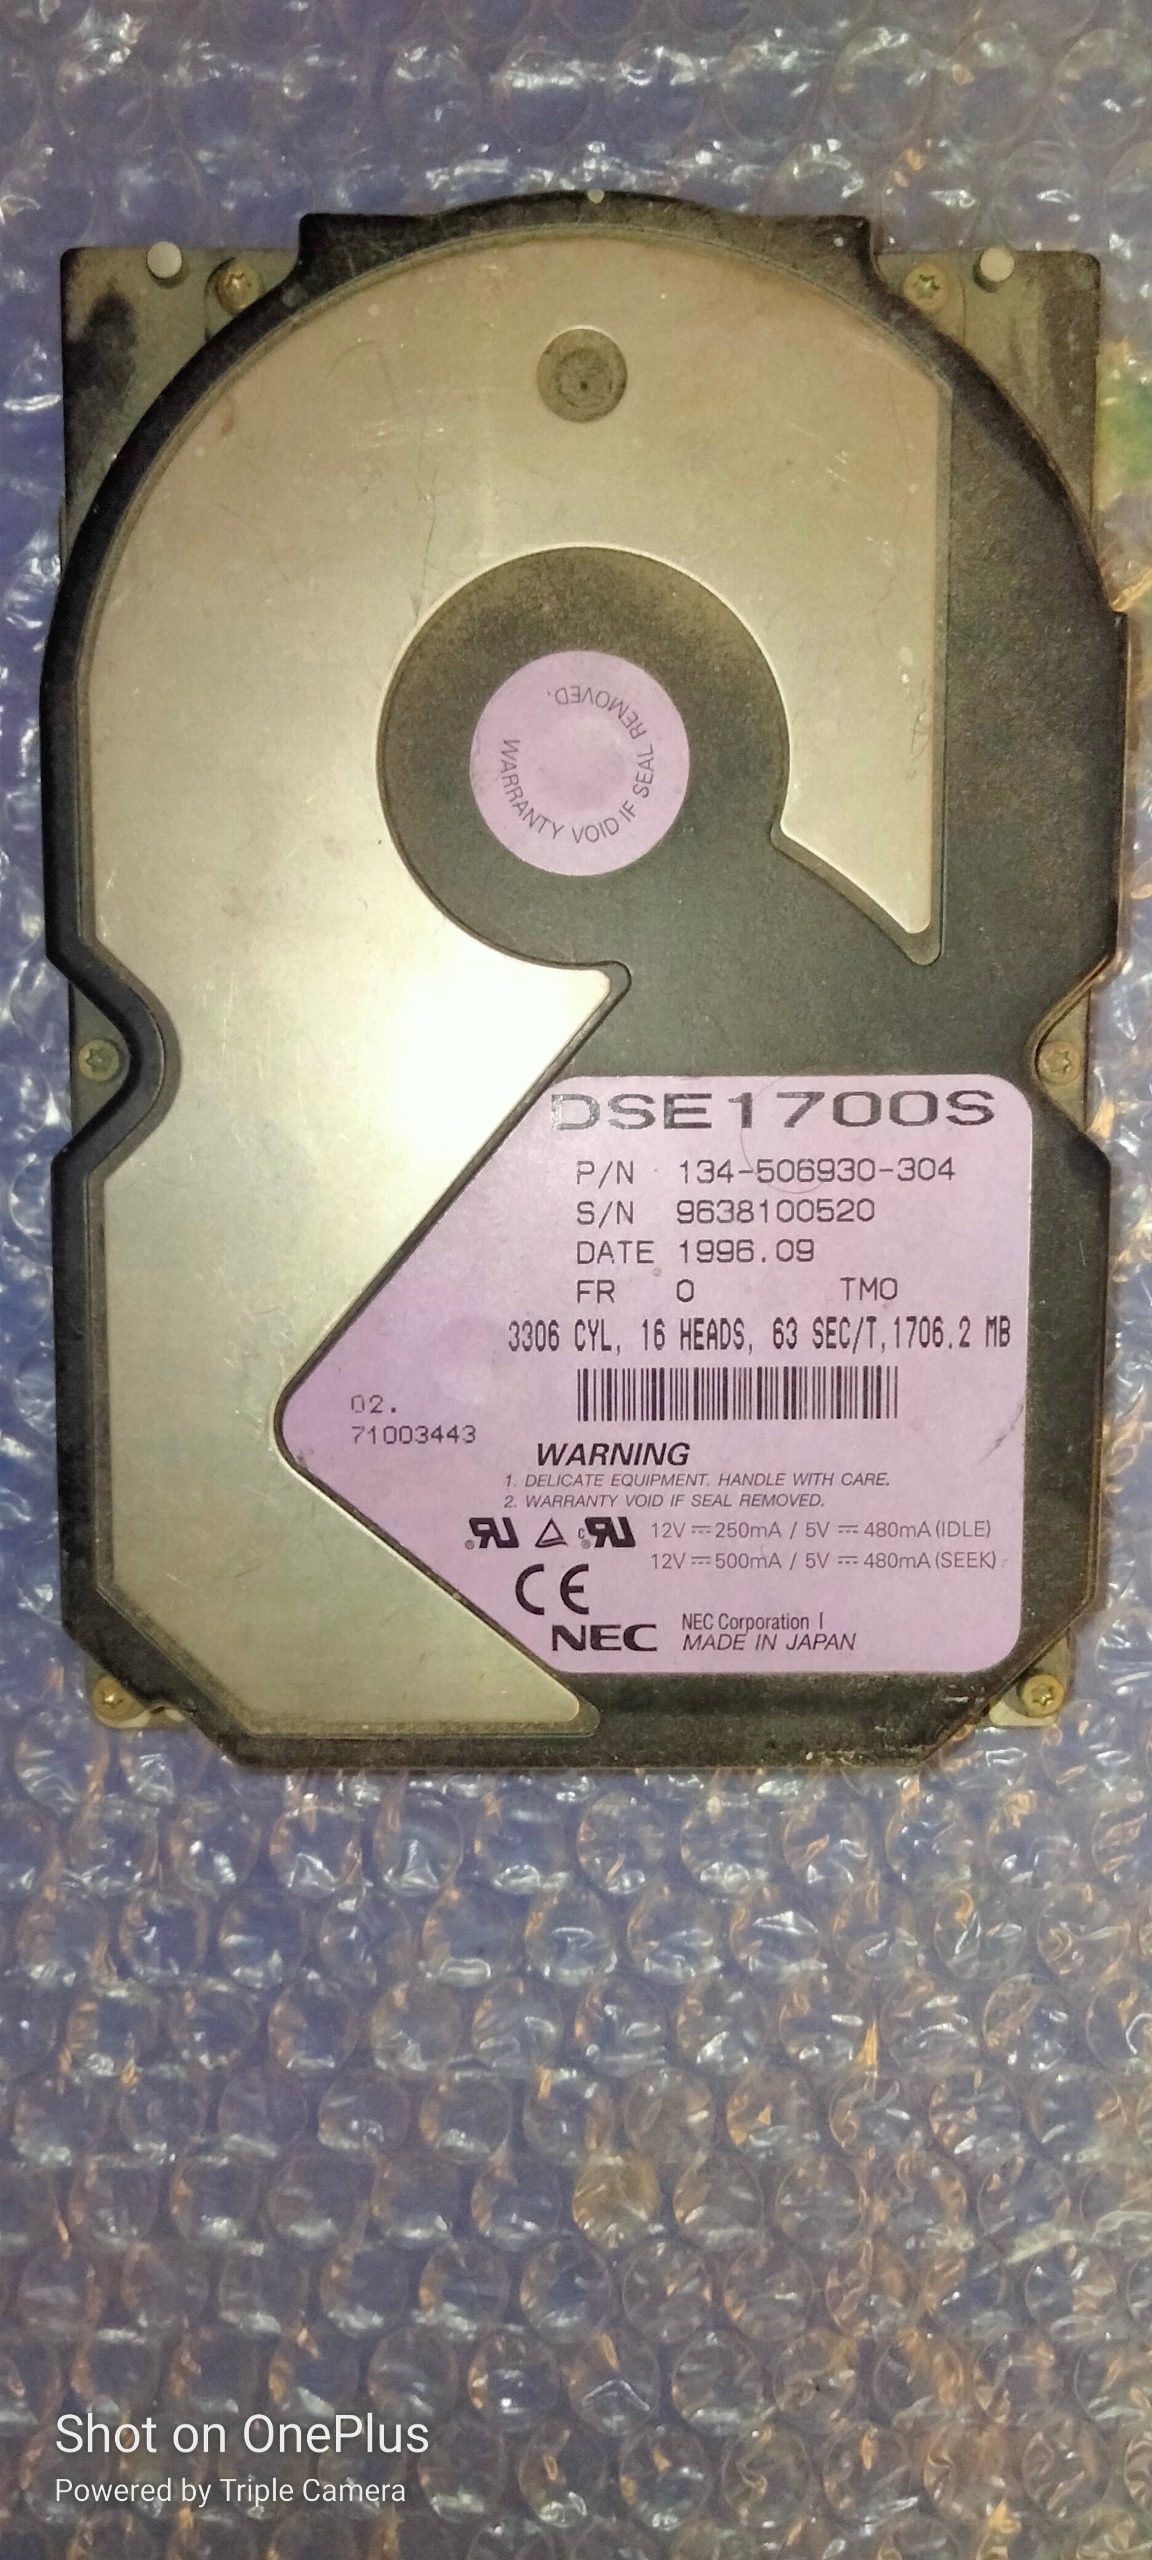 WARRANTY VOID IF SEAL REMOVED.
DSE1700S
P/N 134-506930-304
S/N 9638100520
DATE 1996.09
FR 0 TMO
3306 CYL, 16 HEADS, 63 SEC/T,1706.2 MB
02.
71003443
WARNING
1. DELICATE EQUIPMENT. HANDLE WITH CARE.
2. WARRANTY VOID IF SEAL REMOVED.
12V⎓250mA / 5V⎓480mA(IDLE)
12V⎓500mA / 5V⎓480mA(SEEK)
CE
NEC NEC Corporation I
MADE IN JAPAN
Shot on OnePlus
Powered by Triple Camera